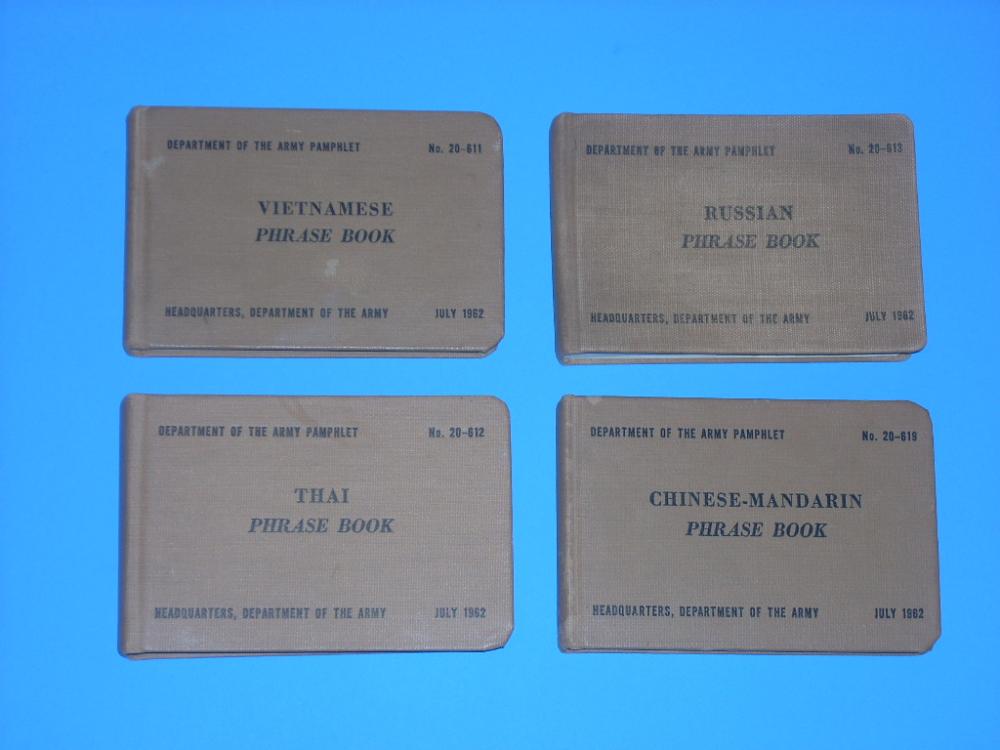 DEPARTMENT OF THE ARMY PAMPHLET No. 20-611
VIETNAMESE
PHRASE BOOK
HEADQUARTERS, DEPARTMENT OF THE ARMY JULY 1962
DEPARTMENT OF THE ARMY PAMPHLET No. 20-613
RUSSIAN
PHRASE BOOK
HEADQUARTERS, DEPARTMENT OF THE ARMY JULY 1962
DEPARTMENT OF THE ARMY PAMPHLET No. 20-612
THAI
PHRASE BOOK
HEADQUARTERS, DEPARTMENT OF THE ARMY JULY 1962
DEPARTMENT OF THE ARMY PAMPHLET No. 20-619
CHINESE-MANDARIN
PHRASE BOOK
HEADQUARTERS, DEPARTMENT OF THE ARMY JULY 1962